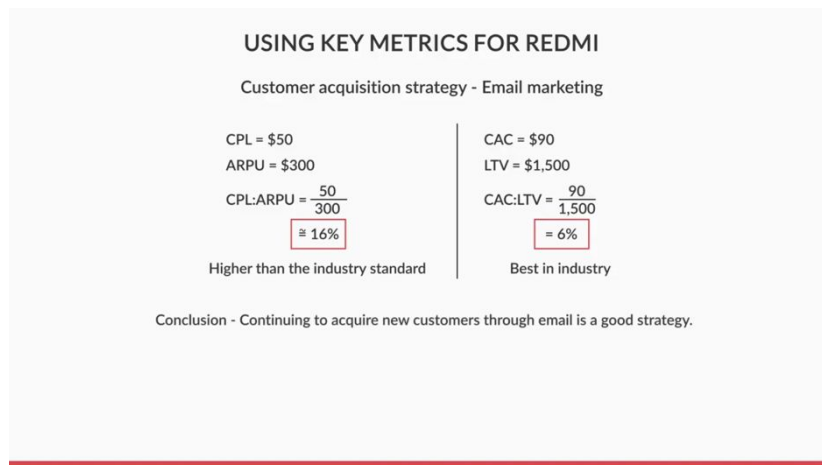 USING KEY METRICS FOR REDMI
Customer acquisition strategy - Email marketing
CPL = $50
ARPU = $300
CPL:ARPU = 50/300
≅ 16%
Higher than the industry standard
CAC = $90
LTV = $1,500
CAC:LTV = 90/1,500
= 6%
Best in industry
Conclusion - Continuing to acquire new customers through email is a good strategy.